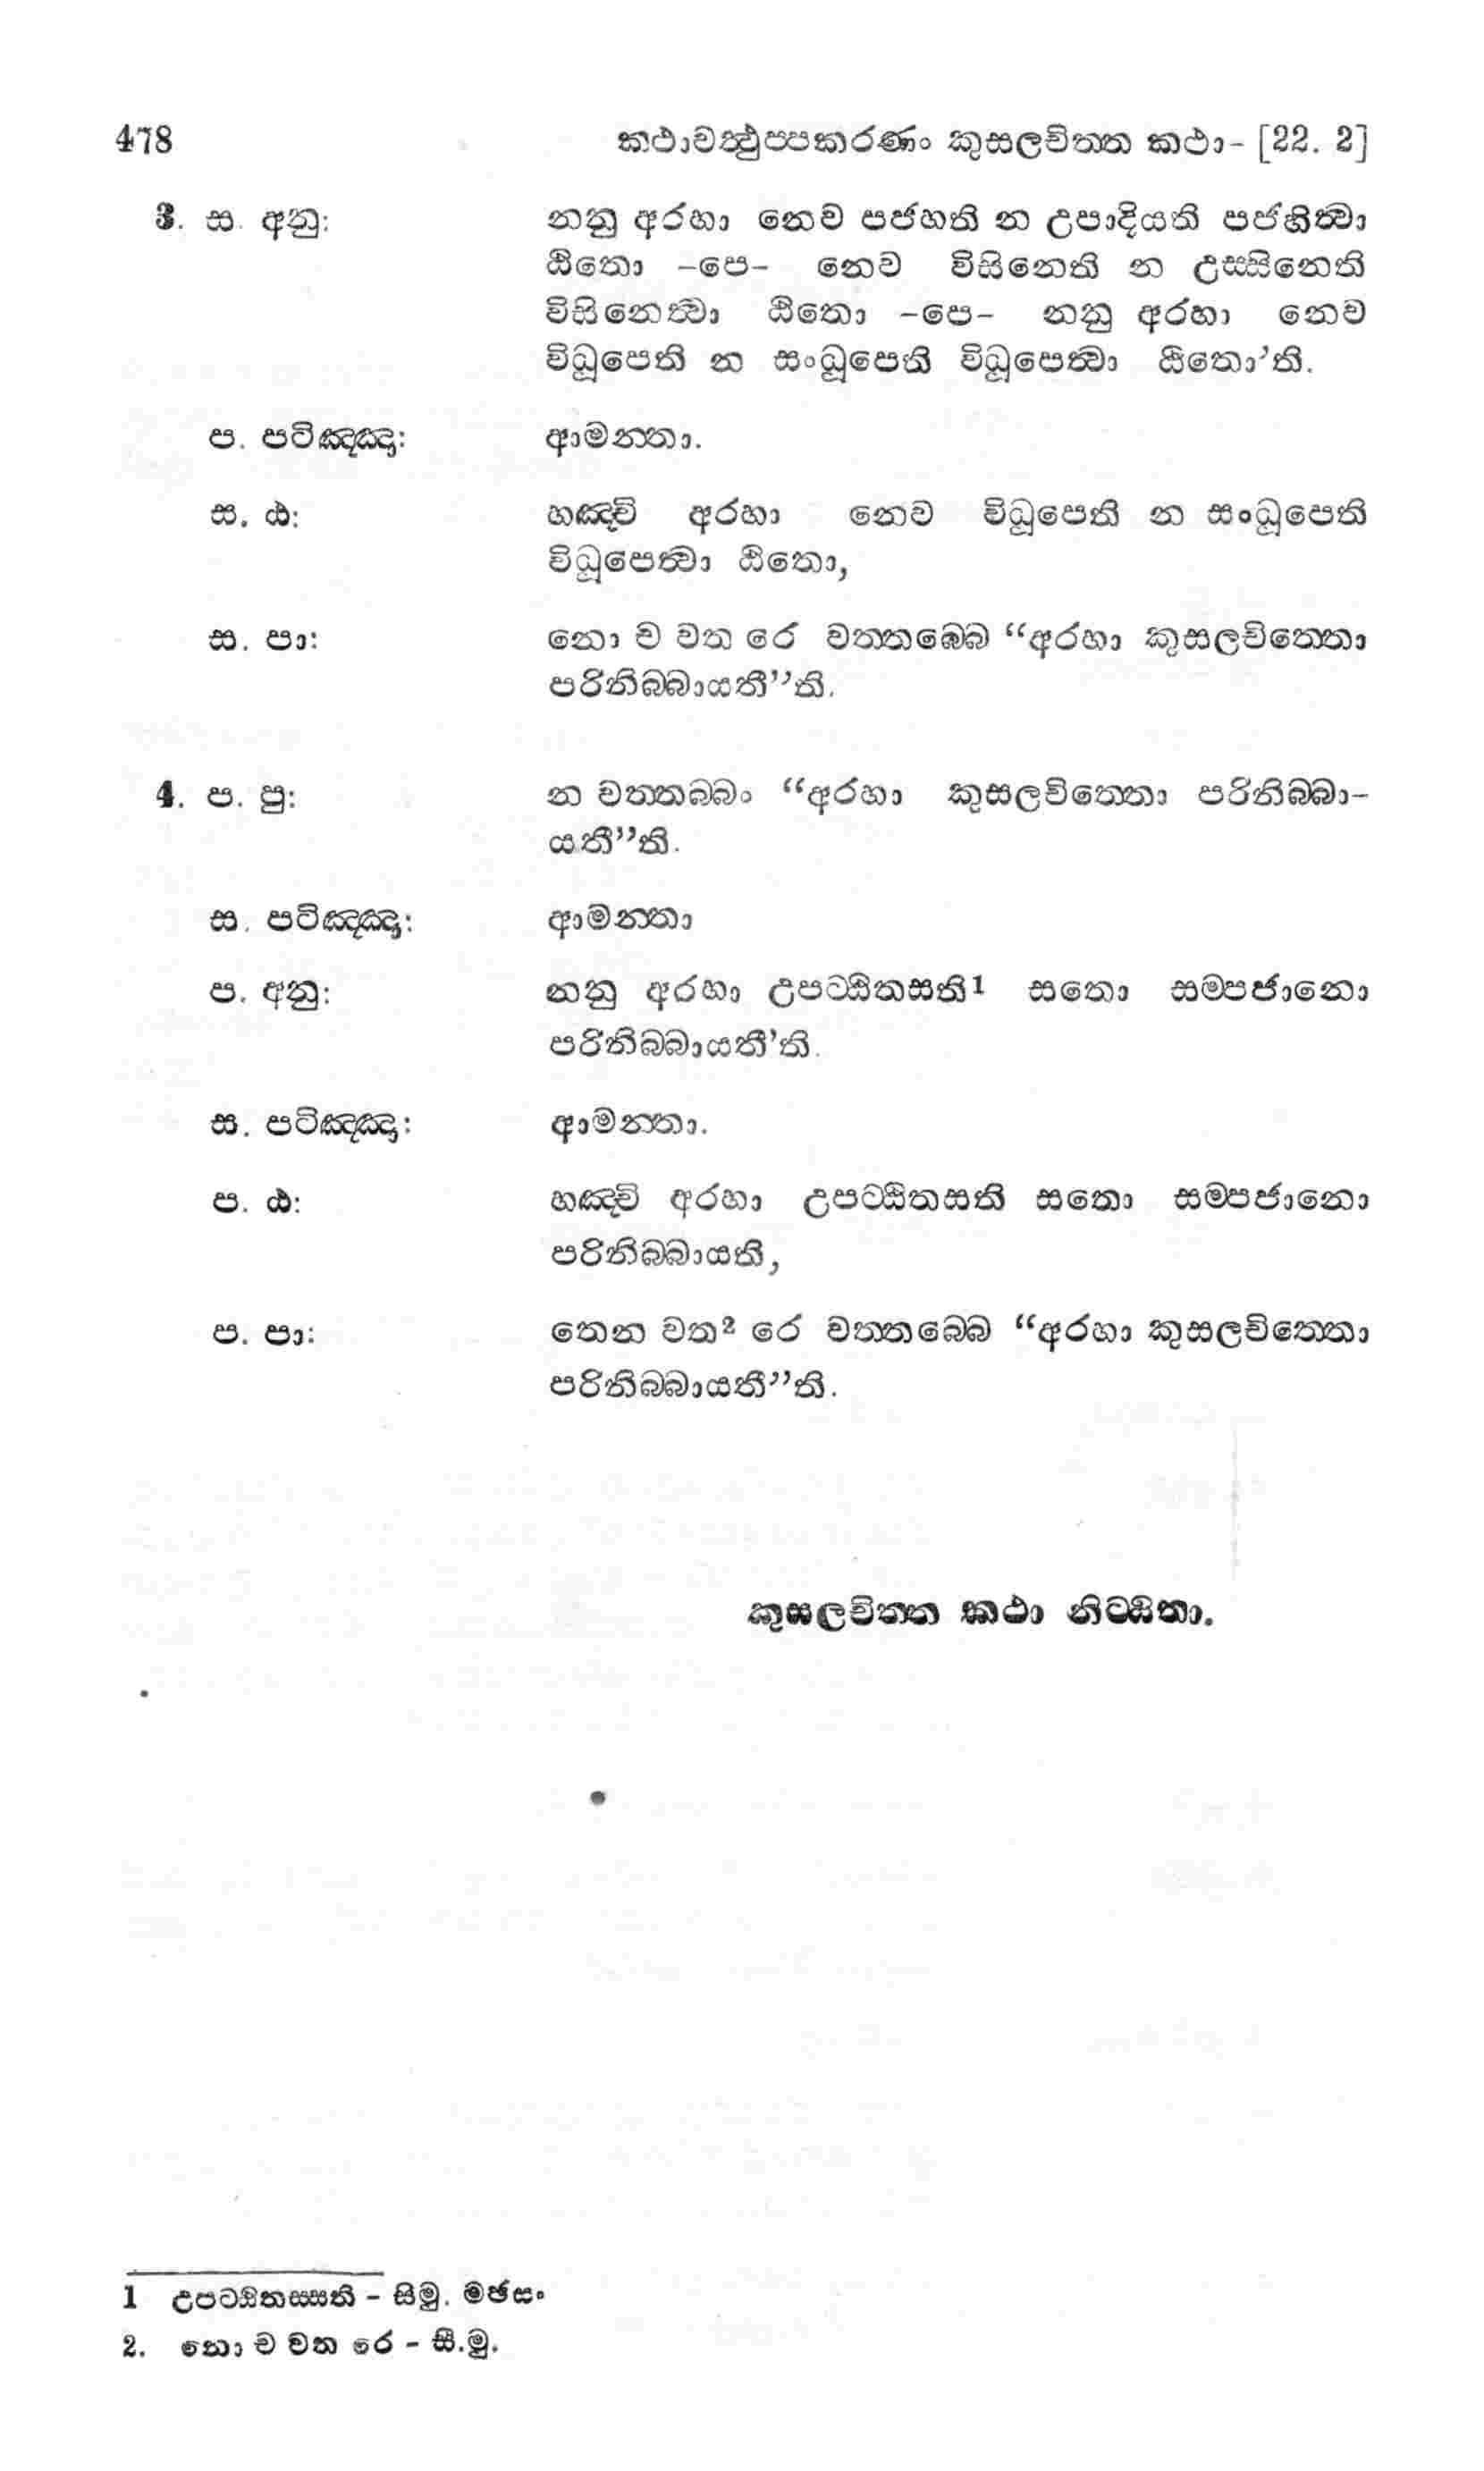 478 කථාවත්‍ථුප්පකරණං කුසලචිත්ත කථා- [22. 2]
3. ස. අනු: නනු අරහා නෙව පජහති න උපාදියති පජහිත්‍වා
ඨිතො -පෙ- නෙව විසිනෙති න උස්සිනෙති
විසිනෙත්‍වා ඨිතො -පෙ- නනු අරහා නෙව
විධූපෙති න සංධූපෙති විධූපෙත්‍වා ඨිතො’ති.
ප. පටිඤ්ඤා: ආමන්තා.
ස. ඨ: හඤ්චි අරහා නෙව විධූපෙති න සංධූපෙති
විධූපෙත්‍වා ඨිතො,
ස. පා: නො ච වත රෙ වත්තබ්බෙ “අරහා කුසලචිත්තො
පරිනිබ්බායතී”ති.
4. ප. පු: න වත්තබ්බං “අරහා කුසලචිත්තො පරිනිබ්බා-
යතී”ති.
ස. පටිඤ්ඤා: ආමන්තා
ප. අනු: නනු අරහා උපට්ඨිතසති1 සතො සම්පජානො
පරිනිබ්බායතී’ති.
ස. පටිඤ්ඤා: ආමන්තා.
ප. ඨ: හඤ්චි අරහා උපට්ඨිතසති සතො සම්පජානො
පරිනිබ්බායති,
ප. පා: තෙන වත2 රෙ වත්තබ්බෙ “අරහා කුසලචිත්තො
පරිනිබ්බායතී”ති.
කුසලචිත්ත කථා නිට්ඨිතා.
1 උපට්ඨිතස්සති - සිමු. මඡසං
2. නො ච වත රෙ - සී.මු.